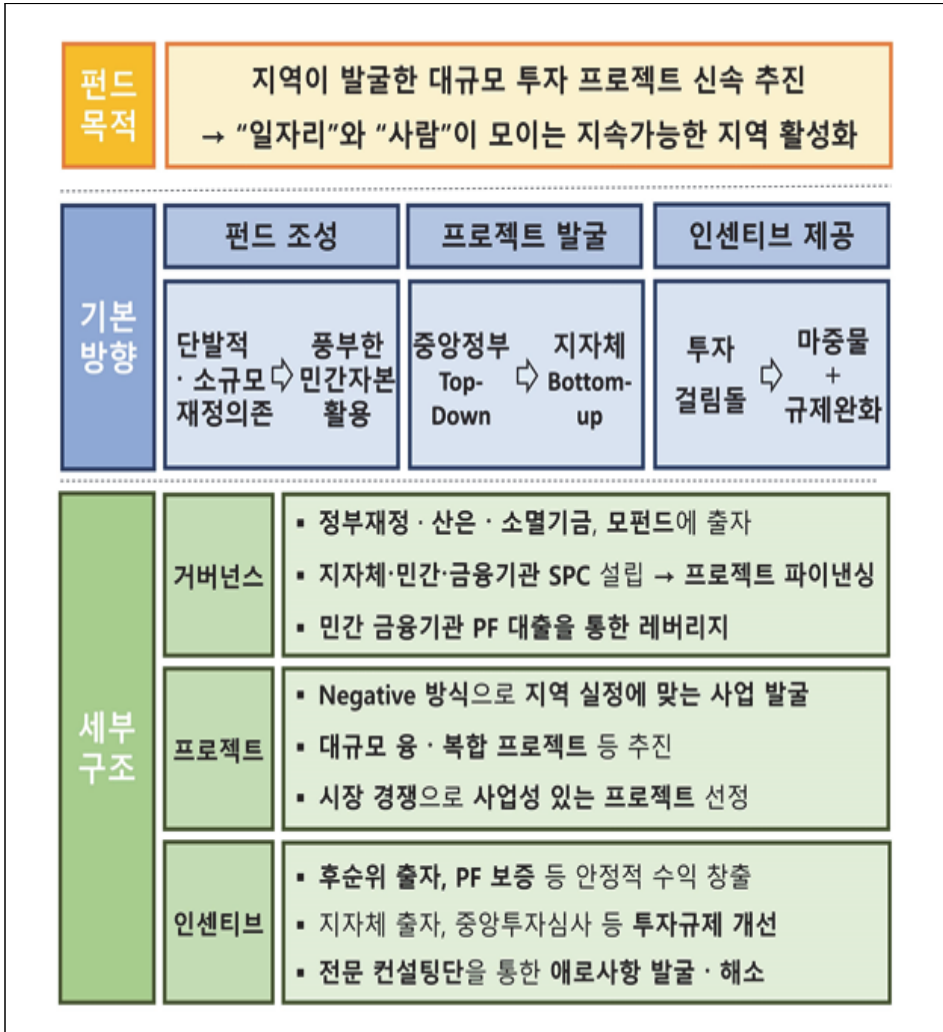 펀드
목적
지역이 발굴한 대규모 투자 프로젝트 신속 추진
→ “일자리”와 “사람”이 모이는 지속가능한 지역 활성화
기본
방향
펀드 조성
프로젝트 발굴
인센티브 제공
단발적
· 소규모
재정의존
⇨
풍부한
민간자본
활용
중앙정부
Top-
Down
⇨
지자체
Bottom-
up
투자
걸림돌
⇨
마중물
+
규제완화
세부
구조
거버넌스
▪ 정부재정 · 산은 · 소멸기금, 모펀드에 출자
▪ 지자체·민간·금융기관 SPC 설립 → 프로젝트 파이낸싱
▪ 민간 금융기관 PF 대출을 통한 레버리지
프로젝트
▪ Negative 방식으로 지역 실정에 맞는 사업 발굴
▪ 대규모 융 · 복합 프로젝트 등 추진
▪ 시장 경쟁으로 사업성 있는 프로젝트 선정
인센티브
▪ 후순위 출자, PF 보증 등 안정적 수익 창출
▪ 지자체 출자, 중앙투자심사 등 투자규제 개선
▪ 전문 컨설팅단을 통한 애로사항 발굴 · 해소